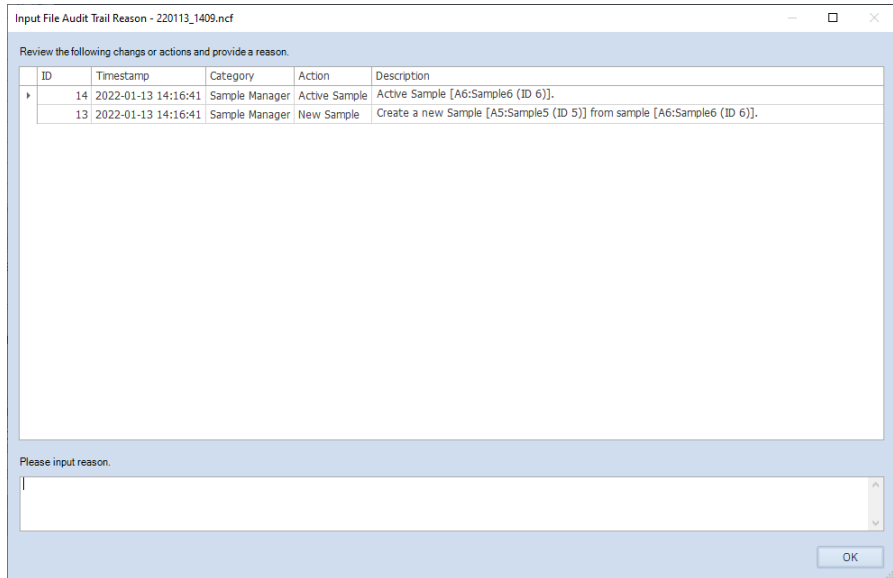 Input File Audit Trail Reason - 220113_1409.ncf
Review the following changs or actions and provide a reason.
ID Timestamp Category Action Description
14 2022-01-13 14:16:41 Sample Manager Active Sample Active Sample [A6:Sample6 (ID 6)].
13 2022-01-13 14:16:41 Sample Manager New Sample Create a new Sample [A5:Sample5 (ID 5)] from sample [A6:Sample6 (ID 6)].
Please input reason.
OK